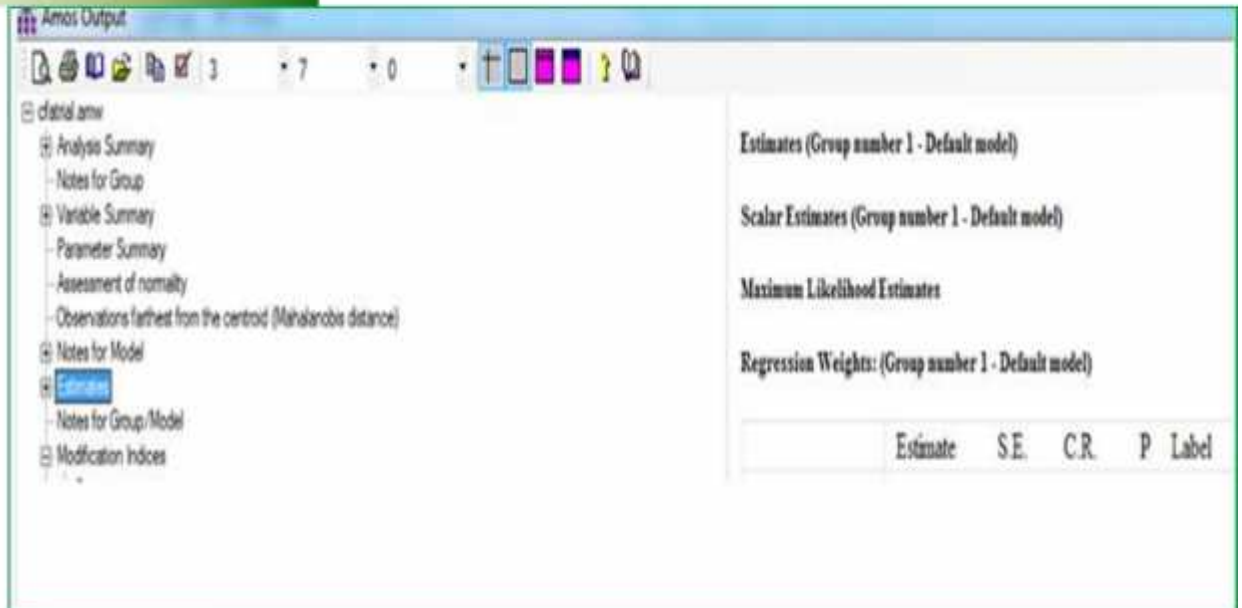 Amos Output
3 7 0
cfatrial.amw
Analysis Summary
Notes for Group
Variable Summary
Parameter Summary
Assessment of normality
Observations farthest from the centroid (Mahalanobis distance)
Notes for Model
Estimates
Notes for Group/Model
Modification Indices
Estimates (Group number 1 - Default model)
Scalar Estimates (Group number 1 - Default model)
Maximum Likelihood Estimates
Regression Weights: (Group number 1 - Default model)
Estimate S.E. C.R. P Label